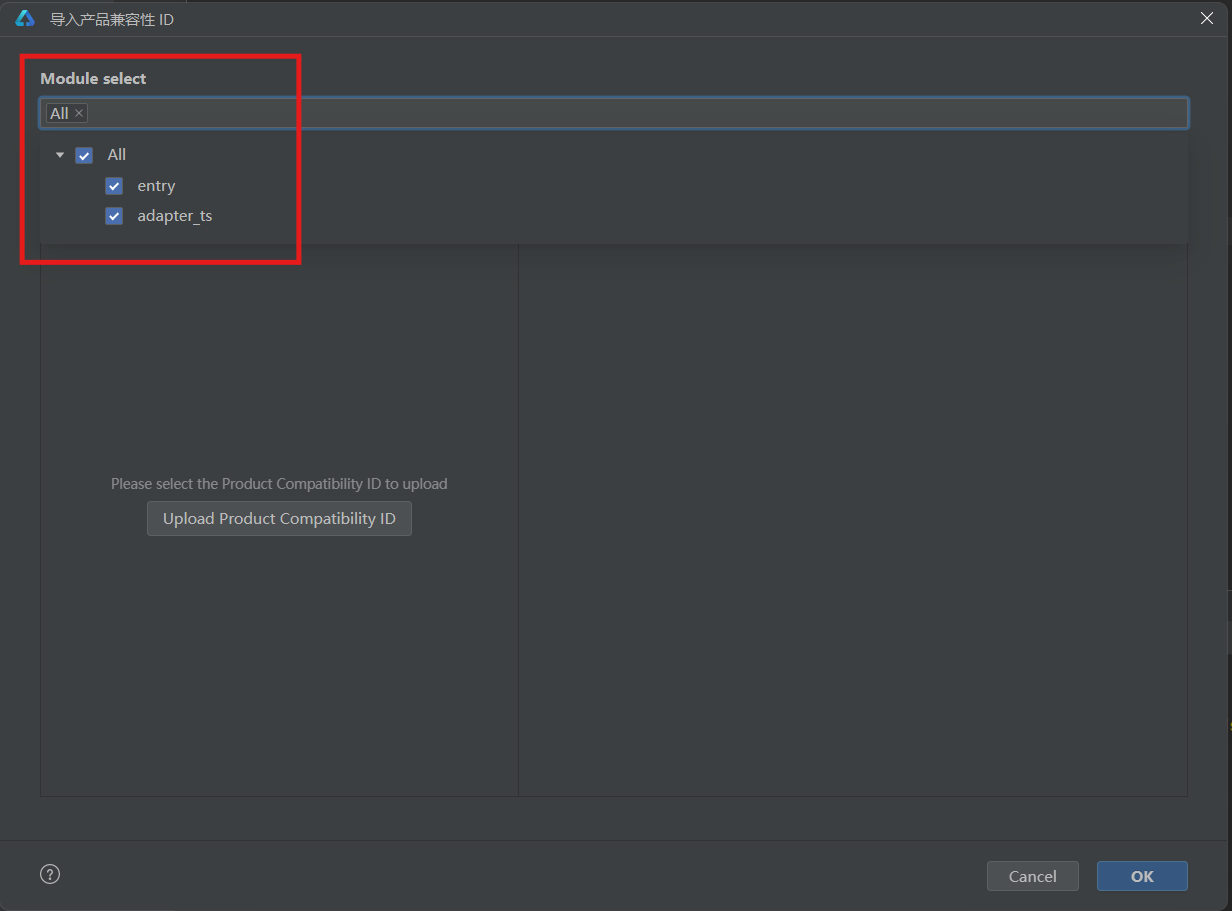 导入产品兼容性 ID
Module select
All
All
entry
adapter_ts
Please select the Product Compatibility ID to upload
Upload Product Compatibility ID
Cancel
OK